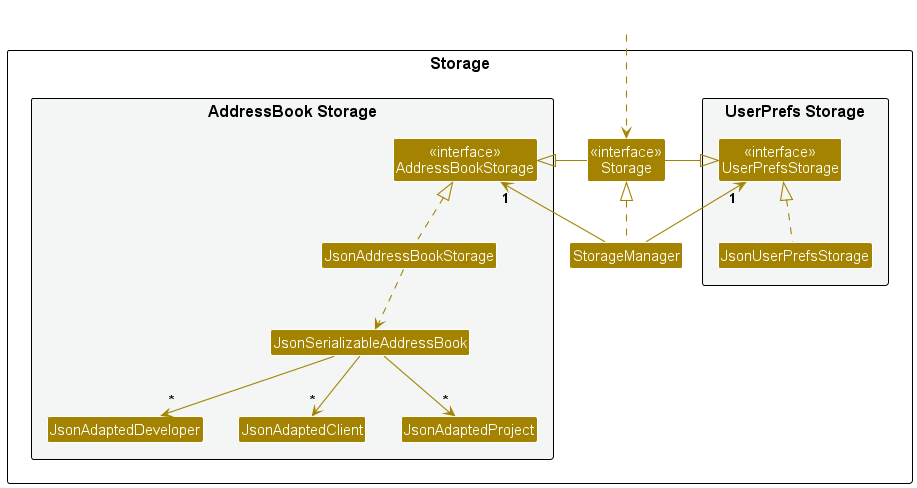 Storage
AddressBook Storage
UserPrefs Storage
«interface»
AddressBookStorage
«interface»
Storage
«interface»
UserPrefsStorage
1
1
JsonAddressBookStorage
StorageManager
JsonUserPrefsStorage
JsonSerializableAddressBook
*
*
*
JsonAdaptedDeveloper
JsonAdaptedClient
JsonAdaptedProject